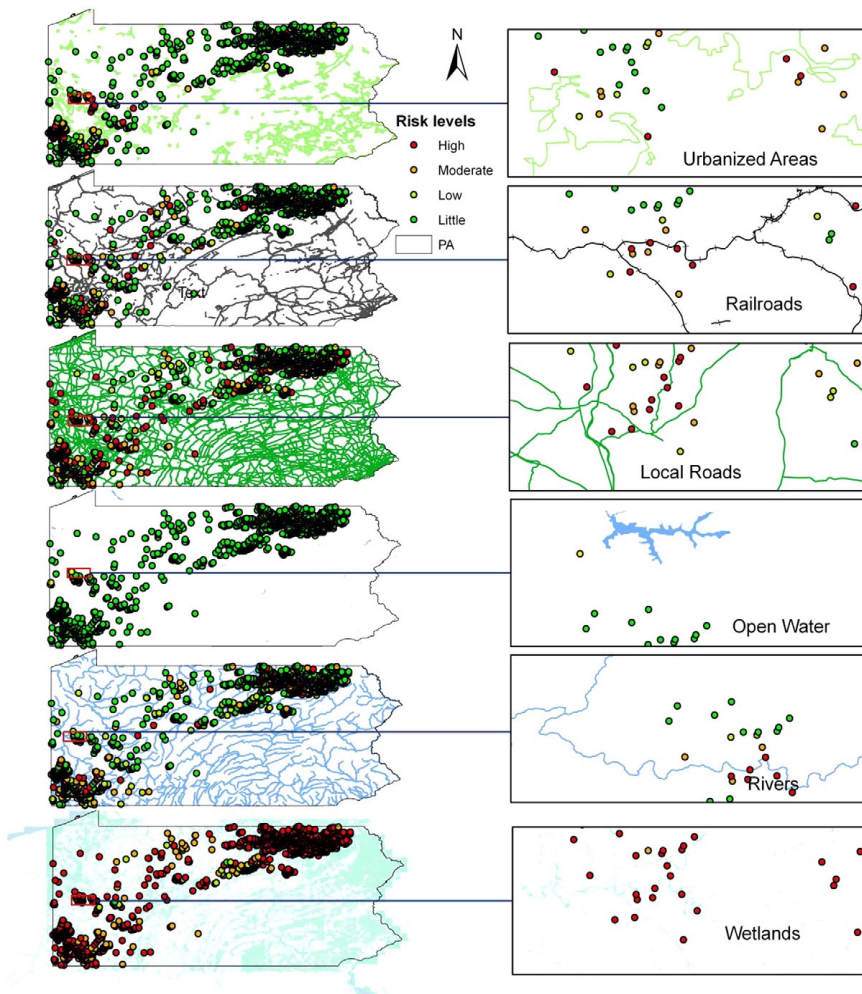 N
Risk levels
High
Moderate
Low
Little
PA
Urbanized Areas
Text
Railroads
Local Roads
Open Water
Rivers
Wetlands